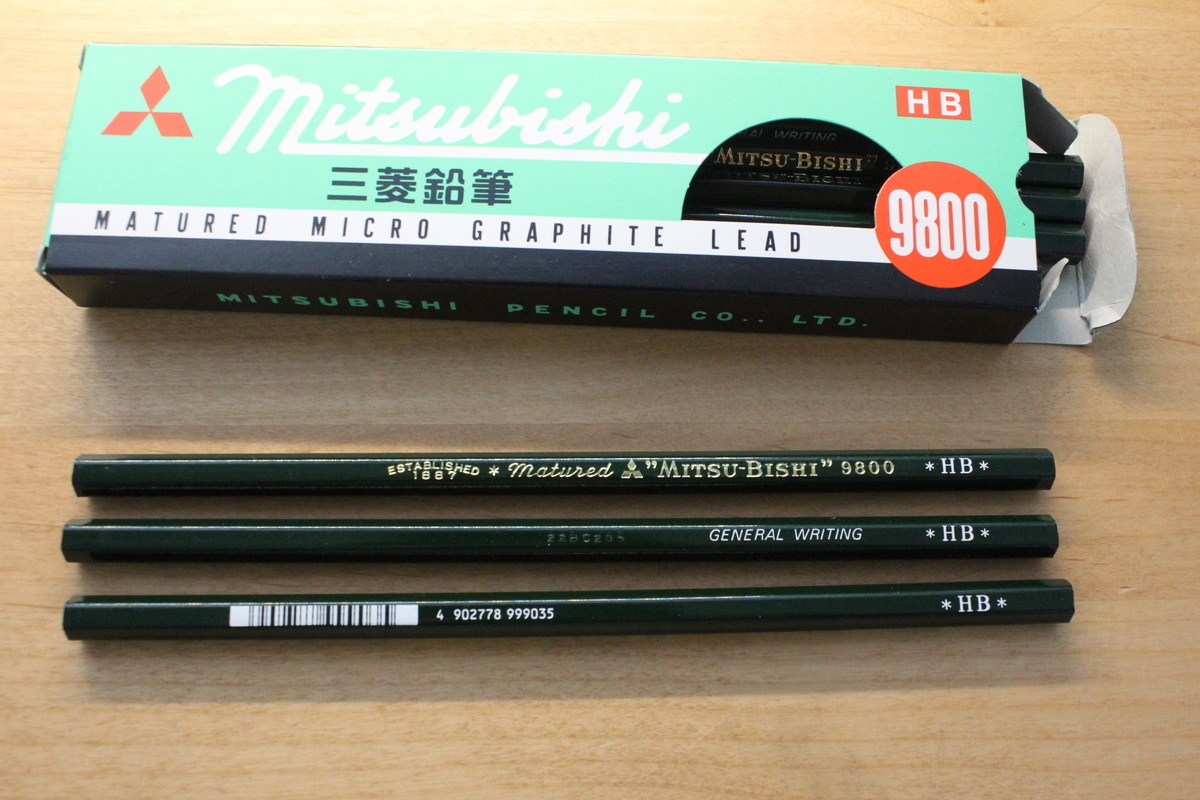 Mitsubishi
HB
三菱鉛筆
MITSU-BISHI
9800
MATURED MICRO GRAPHITE LEAD
MITSUBISHI PENCIL CO., LTD.
ESTABLISHED 1887 * Matured "MITSU-BISHI" 9800 *HB*
GENERAL WRITING *HB*
4 902778 999035 *HB*